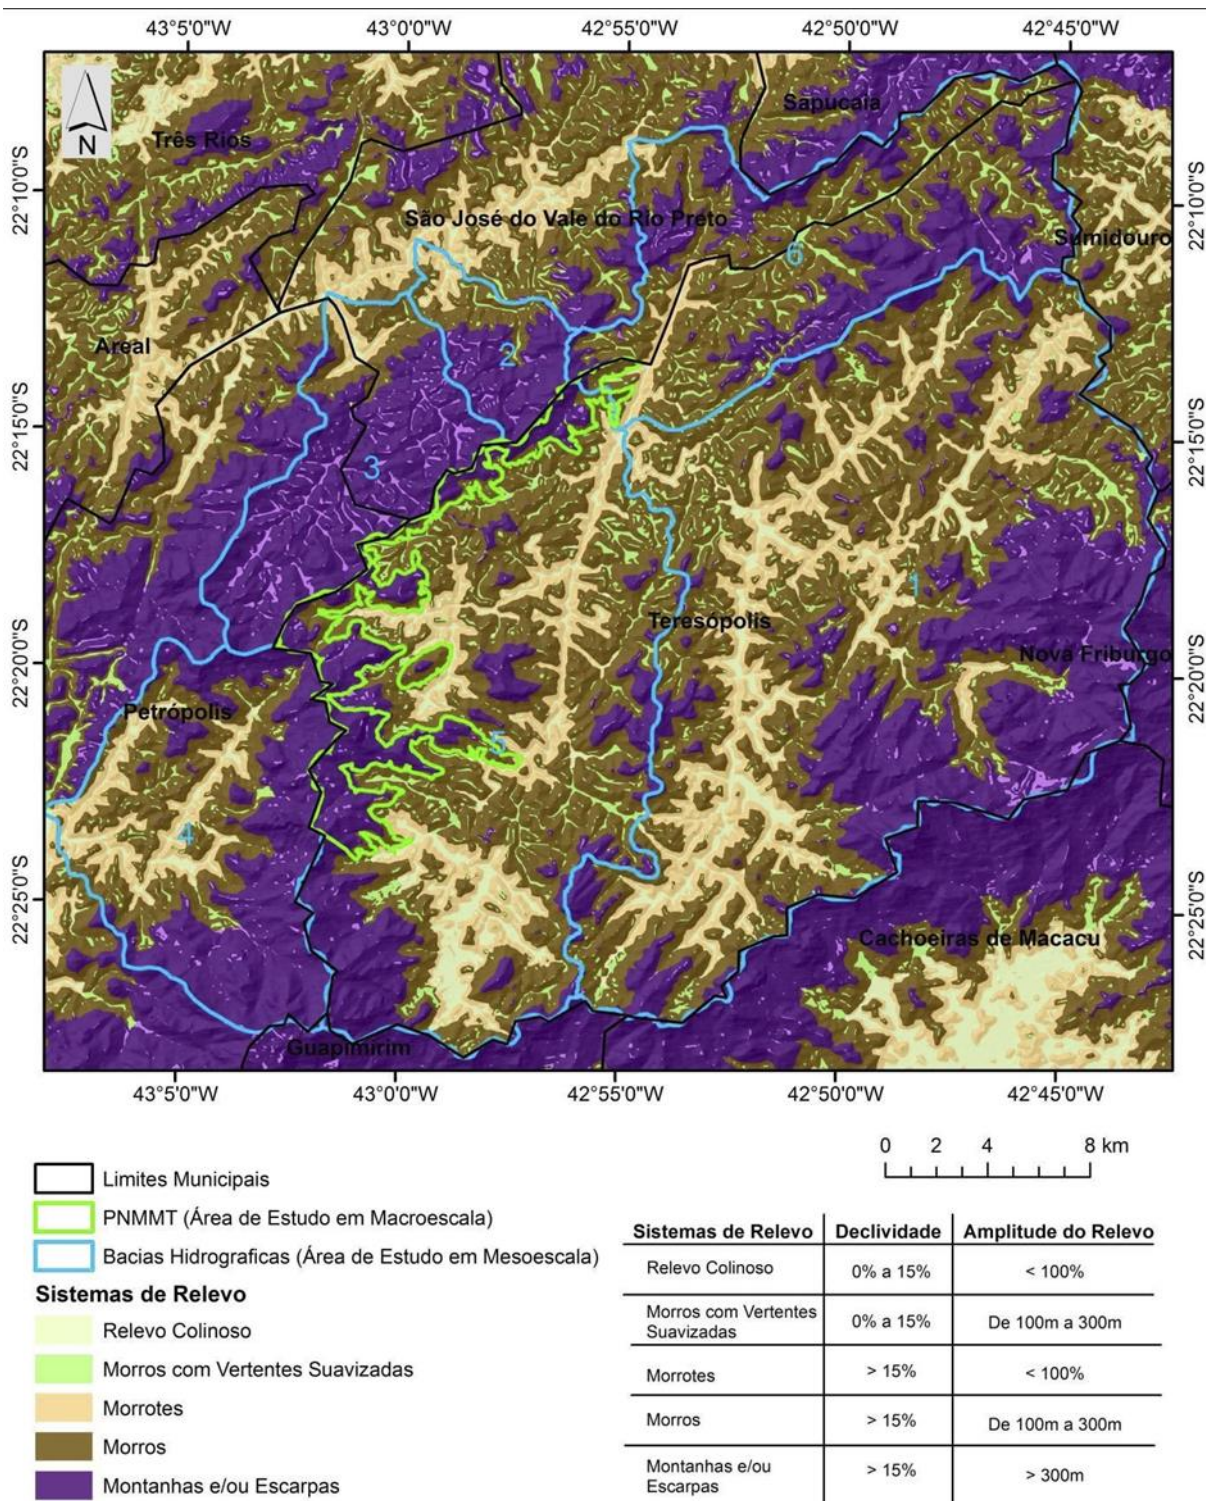 43°5'0"W 43°0'0"W 42°55'0"W 42°50'0"W 42°45'0"W
N
Sapucaia
Três Rios
22°10'0"S
22°10'0"S
São José do Vale do Rio Preto
Sumidouro
6
Areal
2
22°15'0"S
22°15'0"S
3
1
Teresópolis
22°20'0"S
Nova Friburgo
22°20'0"S
Petrópolis
5
4
22°25'0"S
22°25'0"S
Cachoeiras de Macacu
Guapimirim
43°5'0"W 43°0'0"W 42°55'0"W 42°50'0"W 42°45'0"W
0 2 4 8 km
Limites Municipais
PNMMT (Área de Estudo em Macroescala)
Bacias Hidrograficas (Área de Estudo em Mesoescala)
Sistemas de Relevo
Relevo Colinoso
Morros com Vertentes Suavizadas
Morrotes
Morros
Montanhas e/ou Escarpas
Sistemas de Relevo Declividade Amplitude do Relevo
Relevo Colinoso 0% a 15% < 100%
Morros com Vertentes
Suavizadas 0% a 15% De 100m a 300m
Morrotes > 15% < 100%
Morros > 15% De 100m a 300m
Montanhas e/ou
Escarpas > 15% > 300m